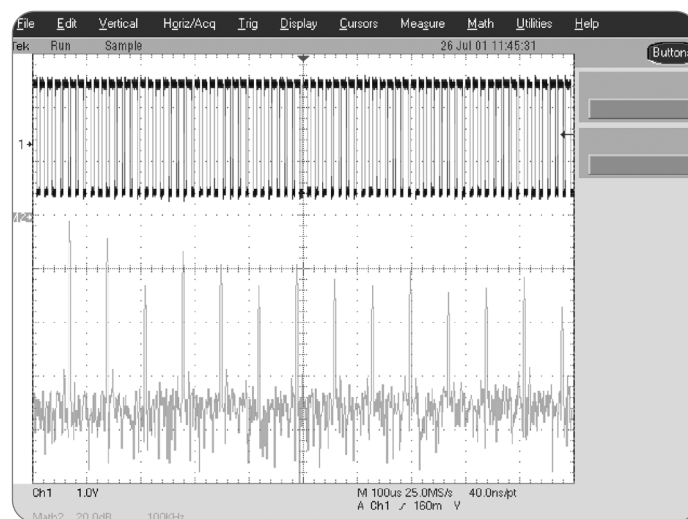 File Edit Vertical Horiz/Acq Trig Display Cursors Measure Math Utilities Help
Tek Run Sample 26 Jul 01 11:45:31
Buttons
1
Ch1 1.0V M 100us 25.0MS/s 40.0ns/pt
A Ch1 160m V
Math2 20.0dB 100KHz